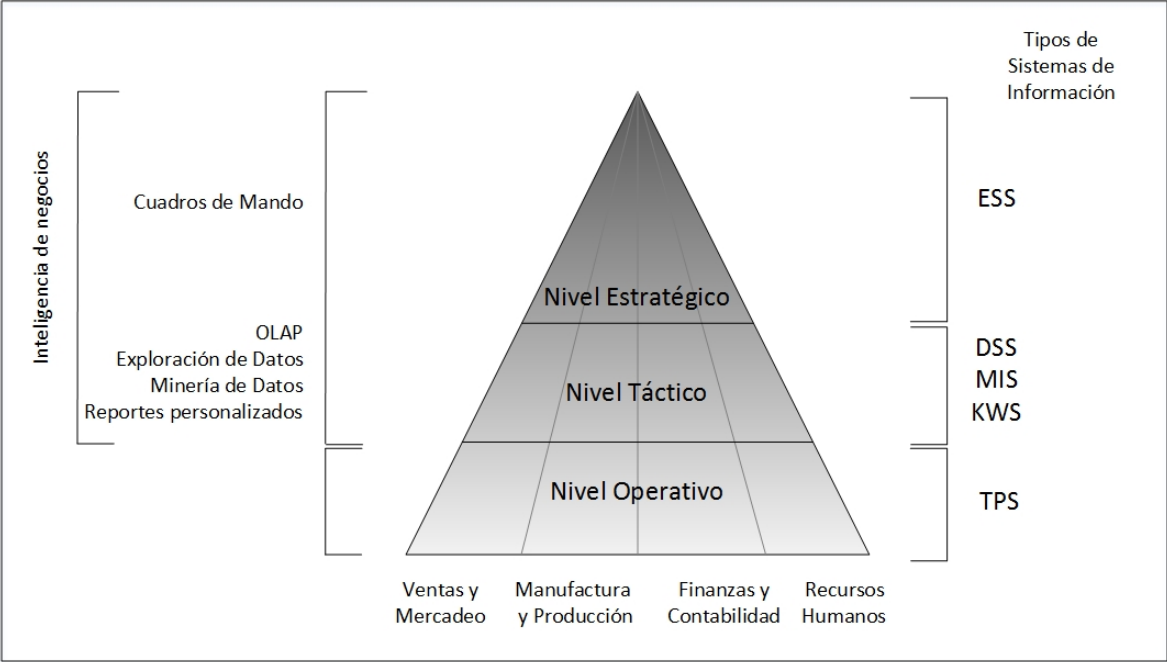 Tipos de
Sistemas de
Información
Inteligencia de negocios
Cuadros de Mando
ESS
Nivel Estratégico
OLAP
Exploración de Datos
Minería de Datos
Reportes personalizados
Nivel Táctico
DSS
MIS
KWS
Nivel Operativo
TPS
Ventas y
Mercadeo
Manufactura
y Producción
Finanzas y
Contabilidad
Recursos
Humanos